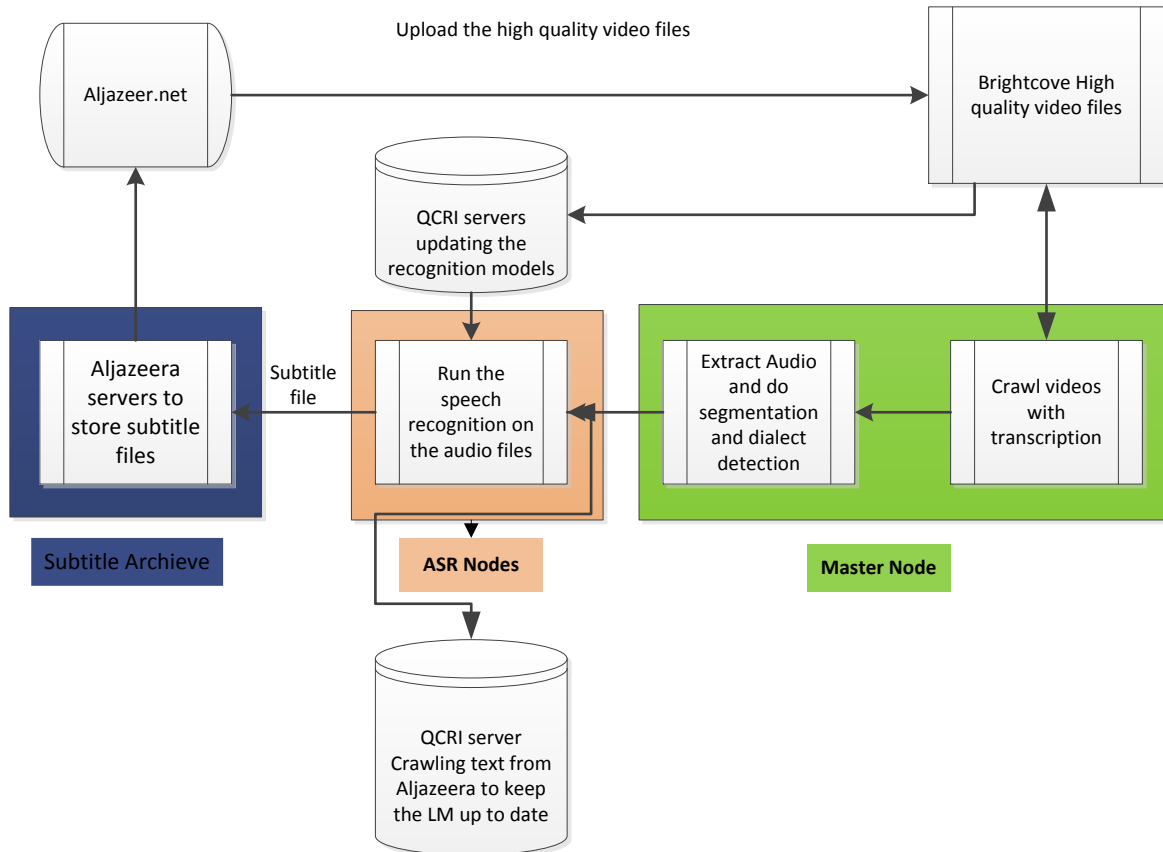 Upload the high quality video files
Aljazeer.net
Brightcove High
quality video files
QCRI servers
updating the
recognition models
Aljazeera
servers to
store subtitle
files
Subtitle
file
Run the
speech
recognition on
the audio files
Extract Audio
and do
segmentation
and dialect
detection
Crawl videos
with
transcription
Subtitle Archieve
ASR Nodes
Master Node
QCRI server
Crawling text from
Aljazeera to keep
the LM up to date